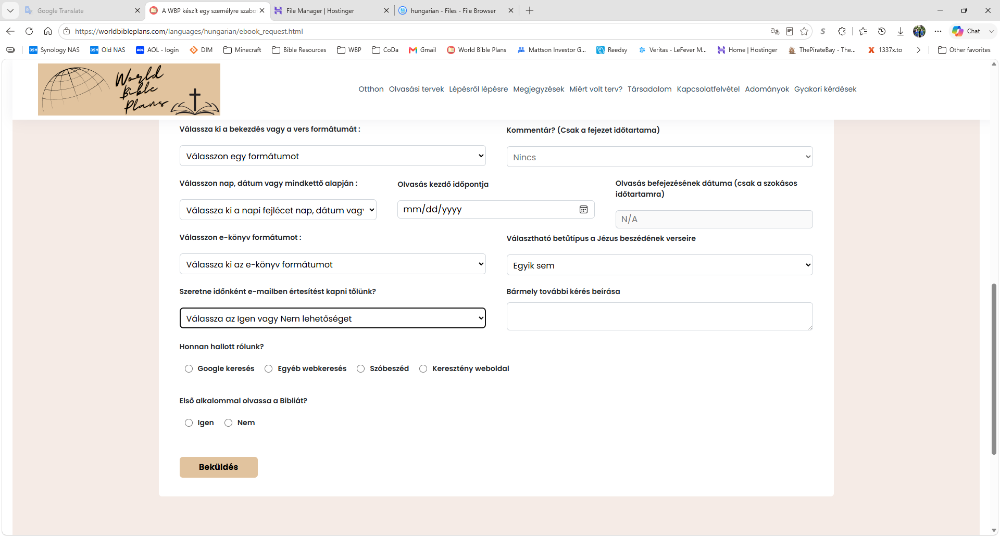 Google Translate
A WBP készít egy személyre szabo
File Manager | Hostinger
hungarian - Files - File Browser
https://worldbibleplans.com/languages/hungarian/ebook_request.html
Chat
Synology NAS
Old NAS
AOL - login
DIM
Minecraft
Bible Resources
WBP
CoDa
Gmail
World Bible Plans
Mattson Investor G...
Reedsy
Veritas - LeFever M...
Home | Hostinger
ThePirateBay - The...
1337x.to
Other favorites
World
Bible
Plans
Otthon Olvasási tervek Lépésről lépésre Megjegyzések Miért volt terv? Társadalom Kapcsolatfelvétel Adományok Gyakori kérdések
Válassza ki a bekezdés vagy a vers formátumát :
Kommentár? (Csak a fejezet időtartama)
Válasszon egy formátumot
Nincs
Válasszon nap, dátum vagy mindkettő alapján :
Olvasás kezdő időpontja
Olvasás befejezésének dátuma (csak a szokásos
időtartamra)
Válassza ki a napi fejlécet nap, dátum vagy
mm/dd/yyyy
N/A
Válasszon e-könyv formátumot :
Választható betűtípus a Jézus beszédének verseire
Válassza ki az e-könyv formátumot
Egyik sem
Szeretne időnként e-mailben értesítést kapni tőlünk?
Bármely további kérés beírása
Válassza az Igen vagy Nem lehetőséget
Honnan hallott rólunk?
Google keresés Egyéb webkeresés Szóbeszéd Keresztény weboldal
Első alkalommal olvassa a Bibliát?
Igen Nem
Beküldés